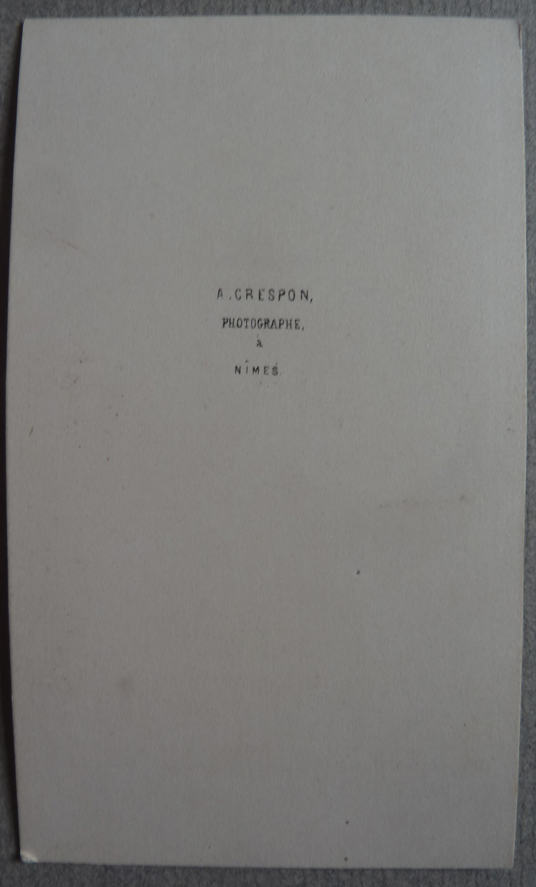 A. CRESPON,
PHOTOGRAPHE,
à
NÎMES.